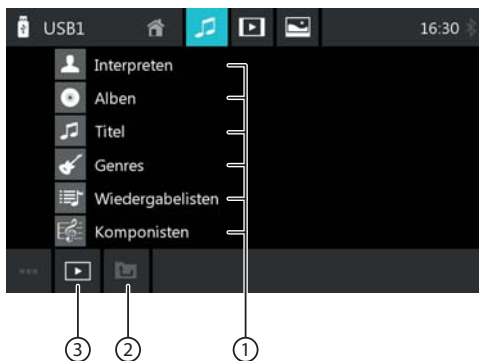 USB1 16:30
Interpreten
Alben
Titel
Genres
Wiedergabelisten
Komponisten
3 2 1